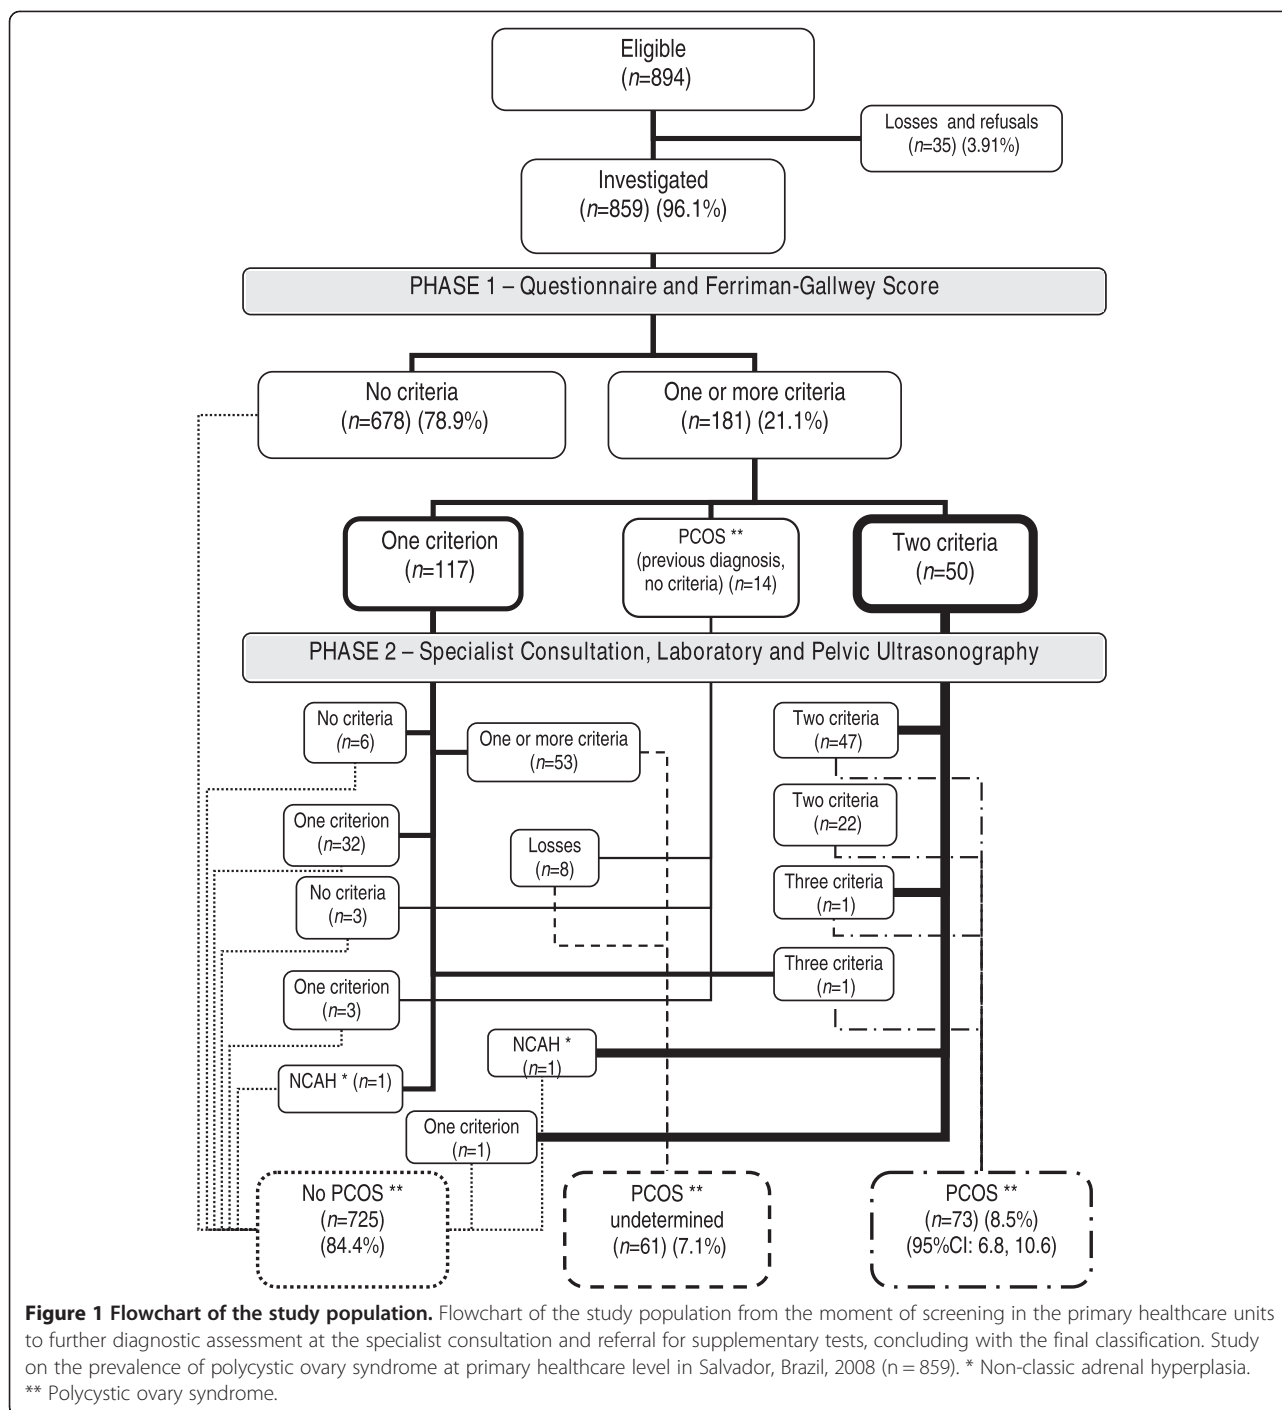 Eligible
(n=894)
Losses and refusals
(n=35) (3.91%)
Investigated
(n=859) (96.1%)
PHASE 1 – Questionnaire and Ferriman-Gallwey Score
No criteria
(n=678) (78.9%)
One or more criteria
(n=181) (21.1%)
One criterion
(n=117)
PCOS **
(previous diagnosis,
no criteria) (n=14)
Two criteria
(n=50)
PHASE 2 – Specialist Consultation, Laboratory and Pelvic Ultrasonography
No criteria
(n=6)
One or more criteria
(n=53)
Two criteria
(n=47)
One criterion
(n=32)
Losses
(n=8)
Two criteria
(n=22)
No criteria
(n=3)
Three criteria
(n=1)
One criterion
(n=3)
Three criteria
(n=1)
NCAH * (n=1)
NCAH *
(n=1)
One criterion
(n=1)
No PCOS **
(n=725)
(84.4%)
PCOS **
undetermined
(n=61) (7.1%)
PCOS **
(n=73) (8.5%)
(95%CI: 6.8, 10.6)
Figure 1 Flowchart of the study population. Flowchart of the study population from the moment of screening in the primary healthcare units
to further diagnostic assessment at the specialist consultation and referral for supplementary tests, concluding with the final classification. Study
on the prevalence of polycystic ovary syndrome at primary healthcare level in Salvador, Brazil, 2008 (n = 859). * Non-classic adrenal hyperplasia.
** Polycystic ovary syndrome.